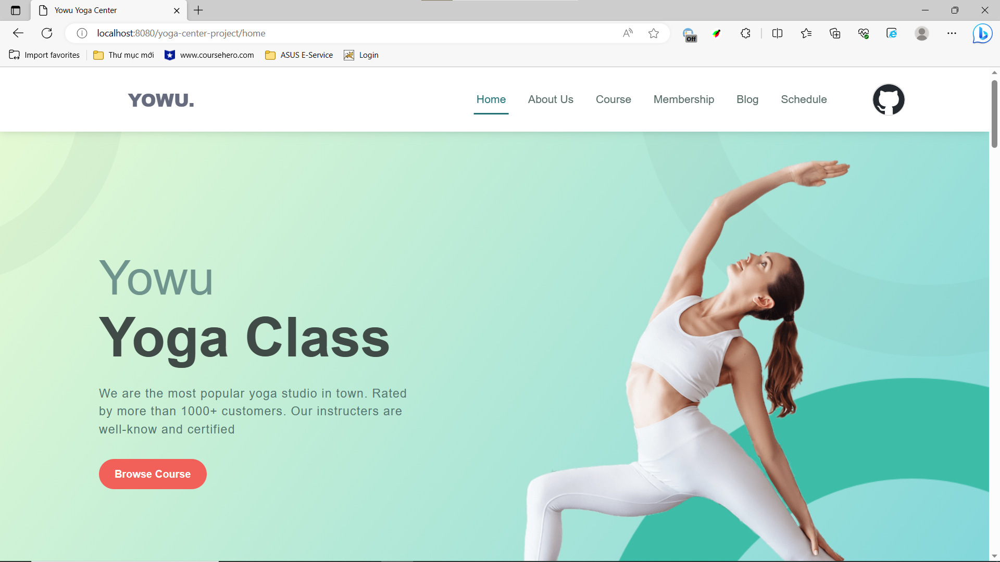 Yowu Yoga Center
localhost:8080/yoga-center-project/home
Off
Import favorites
Thư mục mới
www.coursehero.com
ASUS E-Service
Login
YOWU.
Home
About Us
Course
Membership
Blog
Schedule
Yowu
Yoga Class
We are the most popular yoga studio in town. Rated
by more than 1000+ customers. Our instructers are
well-know and certified
Browse Course